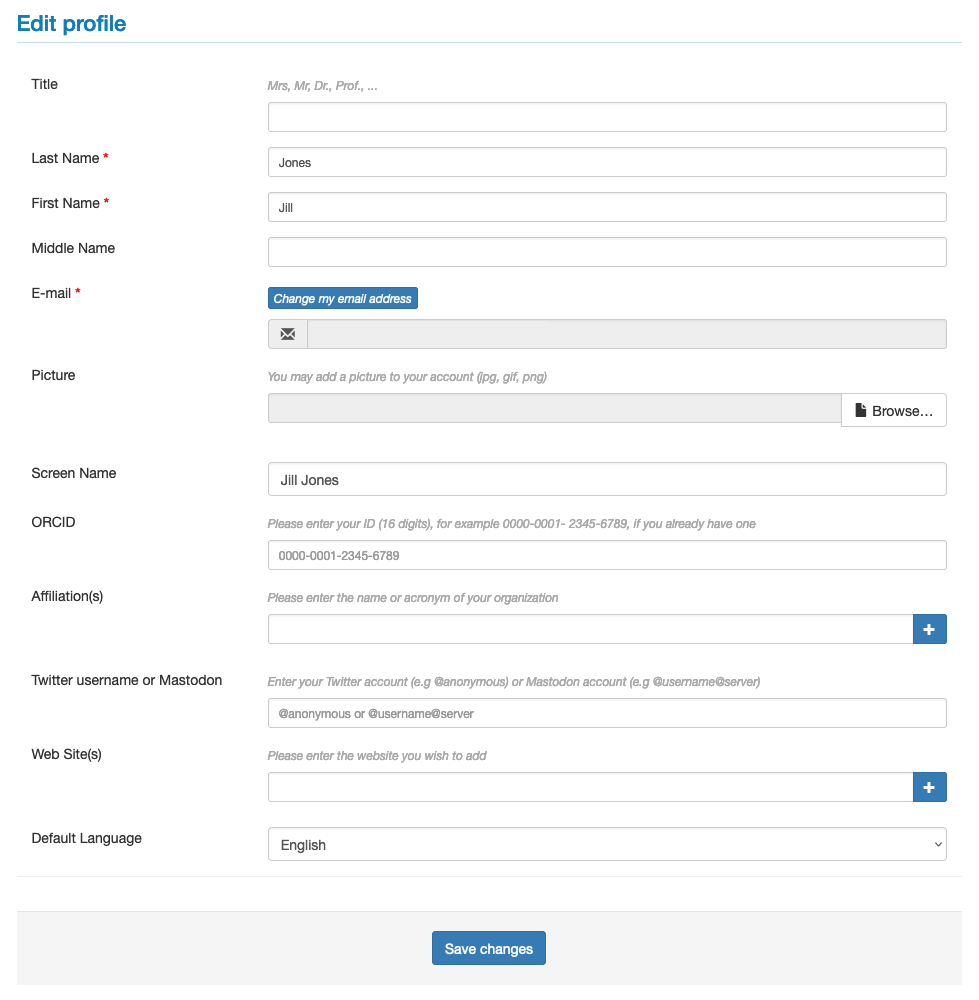 Edit profile
Title
Mrs, Mr, Dr., Prof., ...
Last Name *
Jones
First Name *
Jill
Middle Name
E-mail *
Change my email address
Picture
You may add a picture to your account (jpg, gif, png)
Browse...
Screen Name
Jill Jones
ORCID
Please enter your ID (16 digits), for example 0000-0001- 2345-6789, if you already have one
0000-0001-2345-6789
Affiliation(s)
Please enter the name or acronym of your organization
Twitter username or Mastodon
Enter your Twitter account (e.g @anonymous) or Mastodon account (e.g @username@server)
@anonymous or @username@server
Web Site(s)
Please enter the website you wish to add
Default Language
English
Save changes